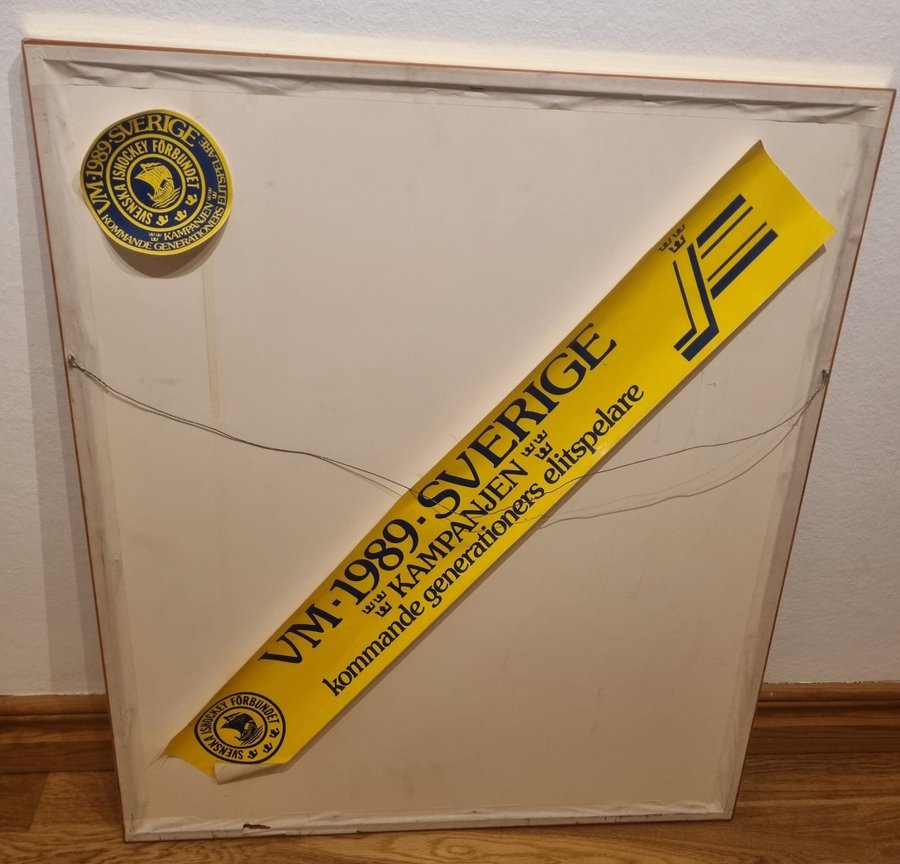 VM·1989·SVERIGE
SVENSKA ISHOCKEY FÖRBUNDET
KAMPANJEN
KOMMANDE GENERATIONERS ELITSPELARE
VM·1989·SVERIGE
KAMPANJEN
kommande generationers elitspelare
SVENSKA ISHOCKEY FÖRBUNDET